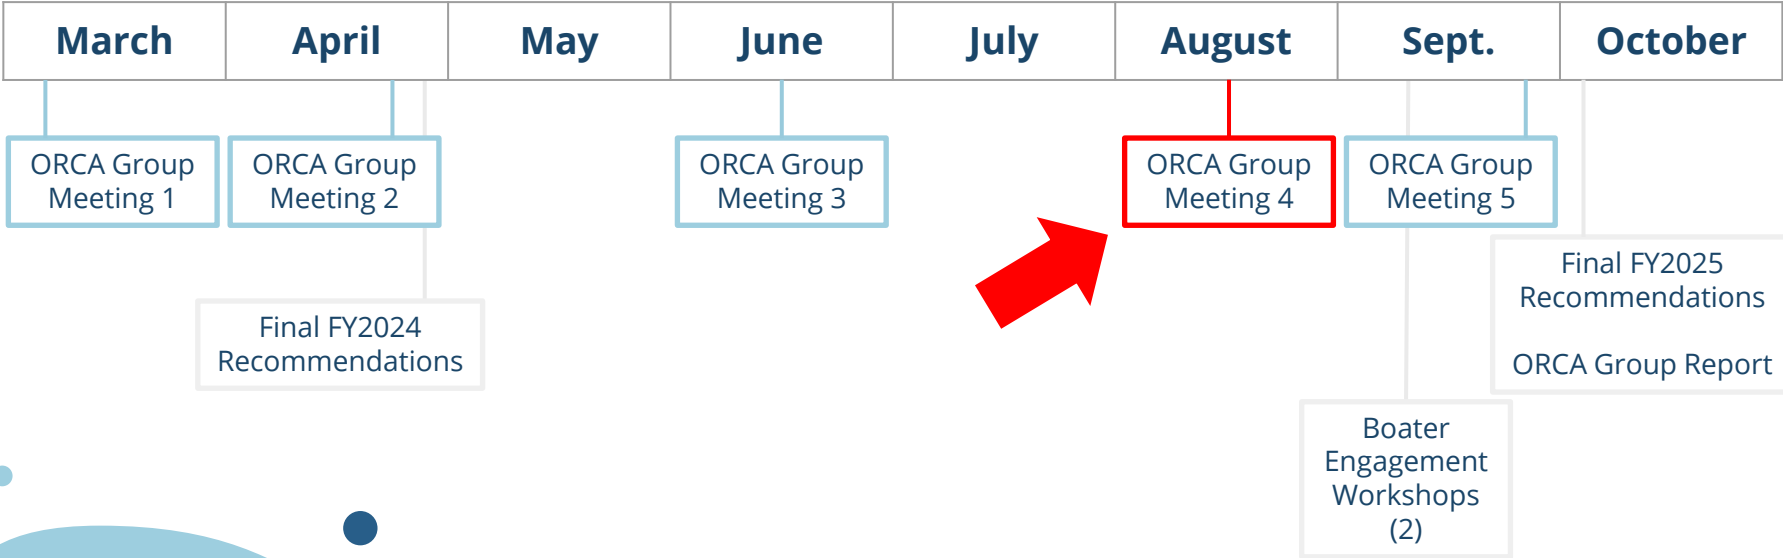 March
April
May
June
July
August
Sept.
October
ORCA Group
Meeting 1
ORCA Group
Meeting 2
ORCA Group
Meeting 3
ORCA Group
Meeting 4
ORCA Group
Meeting 5
Final FY2024
Recommendations
Final FY2025
Recommendations
ORCA Group Report
Boater
Engagement
Workshops
(2)